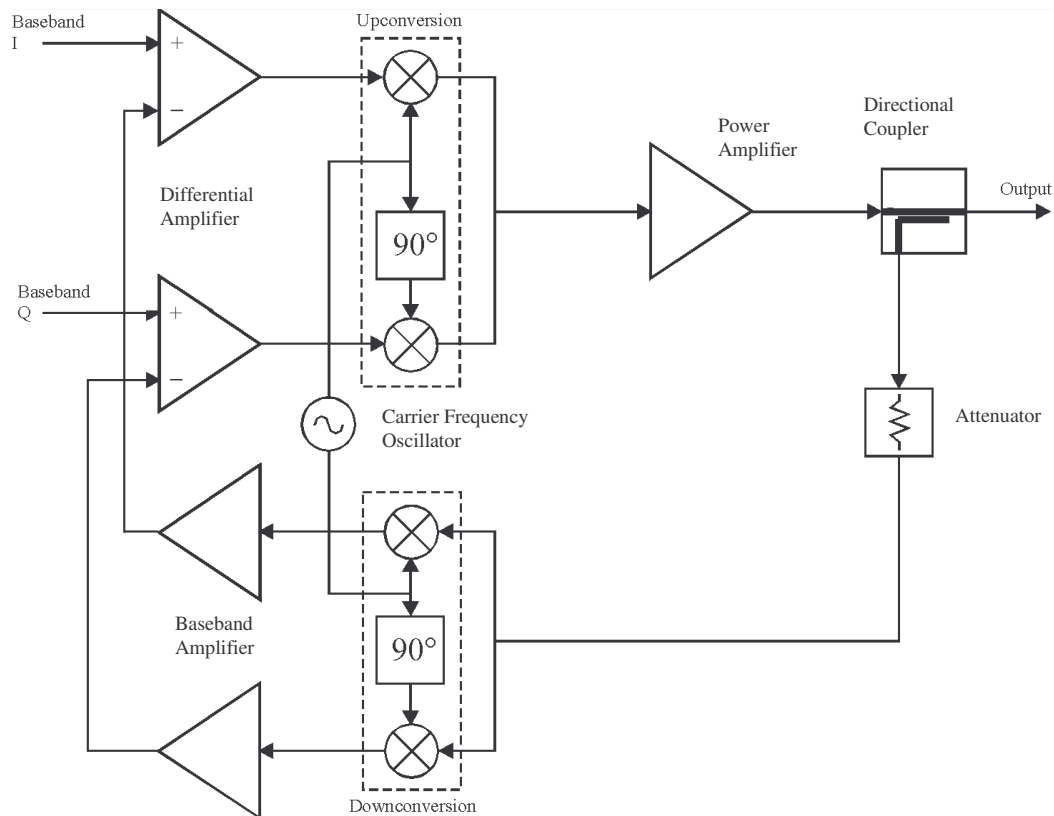 Baseband
I
Upconversion
+
−
Directional
Coupler
Power
Amplifier
Differential
Amplifier
Output
90°
Baseband
Q
+
−
Carrier Frequency
Oscillator
Attenuator
Baseband
Amplifier
90°
Downconversion